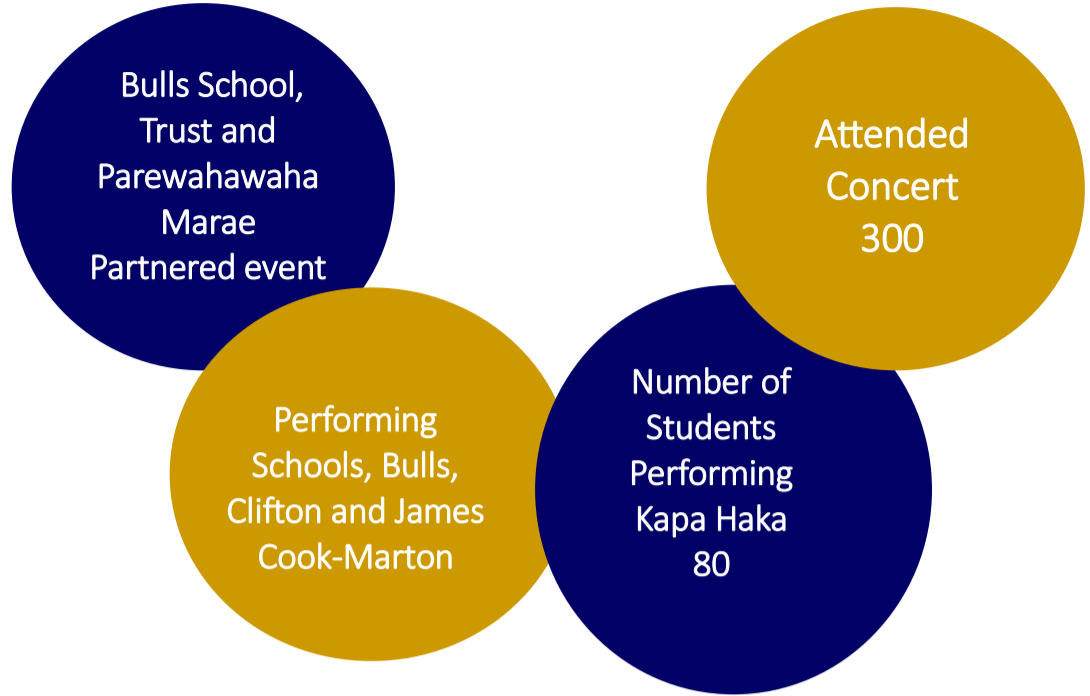 Bulls School,
Trust and
Parewahawaha
Marae
Partnered event
Performing
Schools, Bulls,
Clifton and James
Cook-Marton
Number of
Students
Performing
Kapa Haka
80
Attended
Concert
300